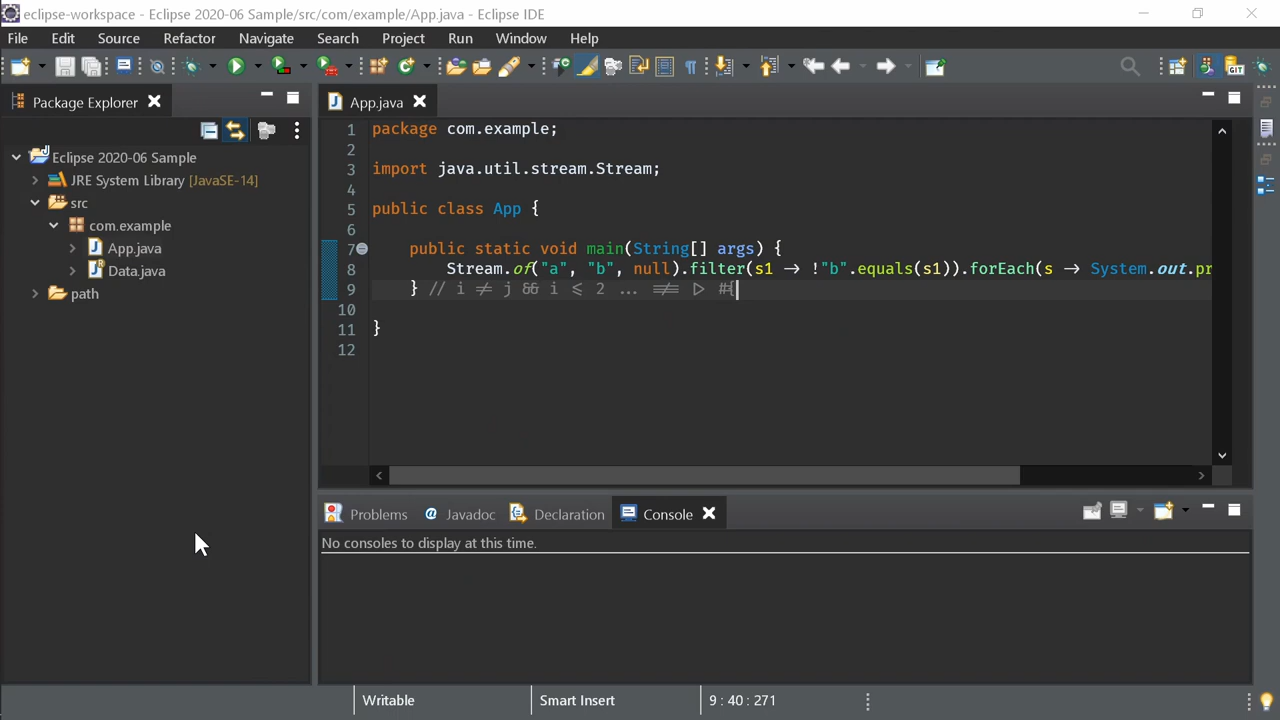 eclipse-workspace - Eclipse 2020-06 Sample/src/com/example/App.java - Eclipse IDE
File Edit Source Refactor Navigate Search Project Run Window Help
GIT
Package Explorer
Eclipse 2020-06 Sample
JRE System Library [JavaSE-14]
src
com.example
App.java
Data.java
path
App.java
1 package com.example;
2
3 import java.util.stream.Stream;
4
5 public class App {
6
7 public static void main(String[] args) {
8 Stream.of("a", "b", null).filter(s1 → !"b".equals(s1)).forEach(s → System.out.pr
9 } // i ≠ j && i ≤ 2 ... ≢ ▷ #{
10
11 }
12
Problems Javadoc Declaration Console
No consoles to display at this time.
Writable Smart Insert 9 : 40 : 271